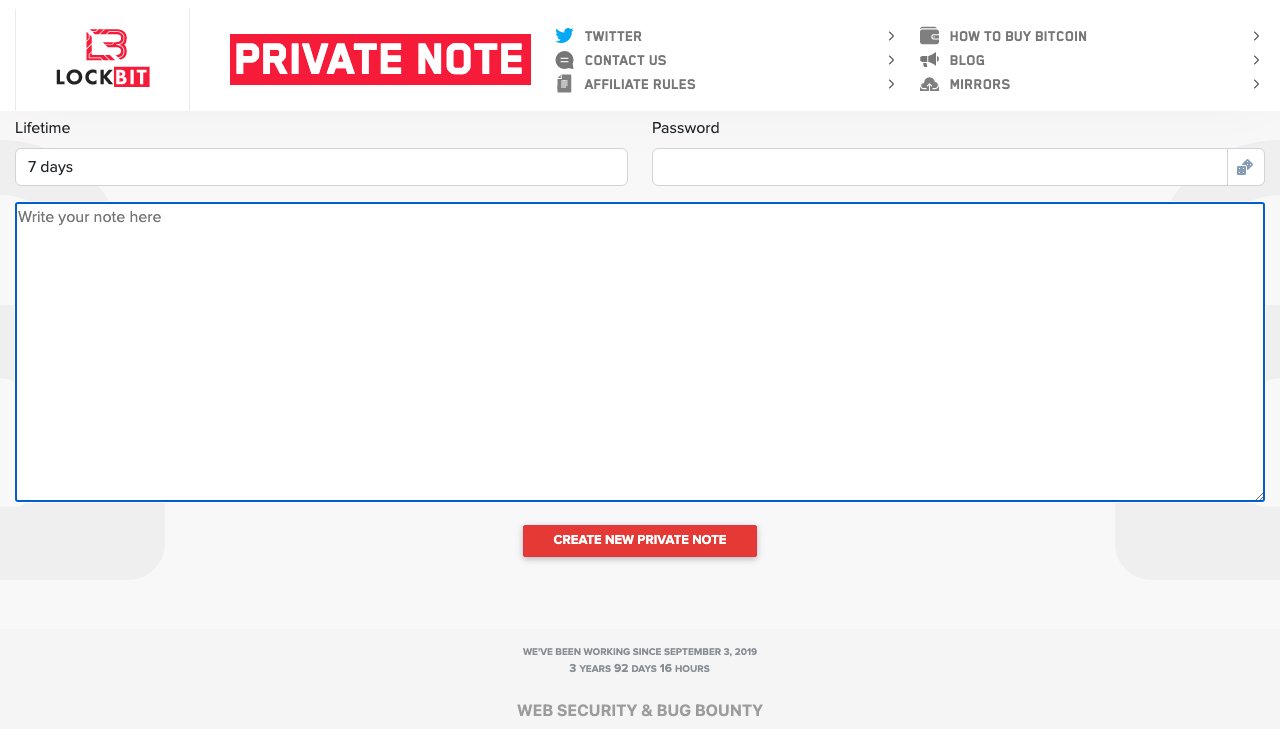 LOCKBIT
PRIVATE NOTE
TWITTER
CONTACT US
AFFILIATE RULES
HOW TO BUY BITCOIN
BLOG
MIRRORS
Lifetime
Password
7 days
Write your note here
CREATE NEW PRIVATE NOTE
WE'VE BEEN WORKING SINCE SEPTEMBER 3, 2019
3 YEARS 92 DAYS 16 HOURS
WEB SECURITY & BUG BOUNTY